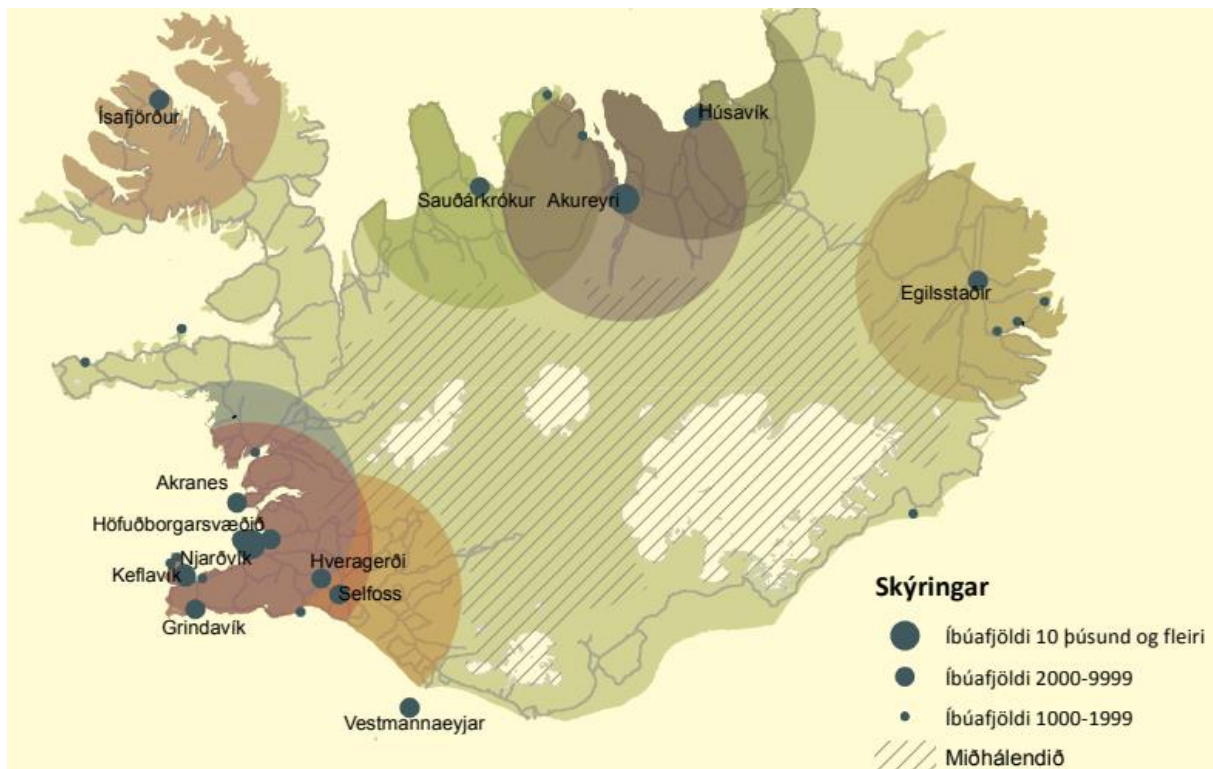 Ísafjörður
Húsavík
Sauðárkrókur
Akureyri
Egilsstaðir
Akranes
Höfuðborgarsvæðið
Njarðvík
Hveragerði
Keflavík
Selfoss
Grindavík
Vestmannaeyjar
Skýringar
Íbúafjöldi 10 þúsund og fleiri
Íbúafjöldi 2000-9999
Íbúafjöldi 1000-1999
Miðhálendið